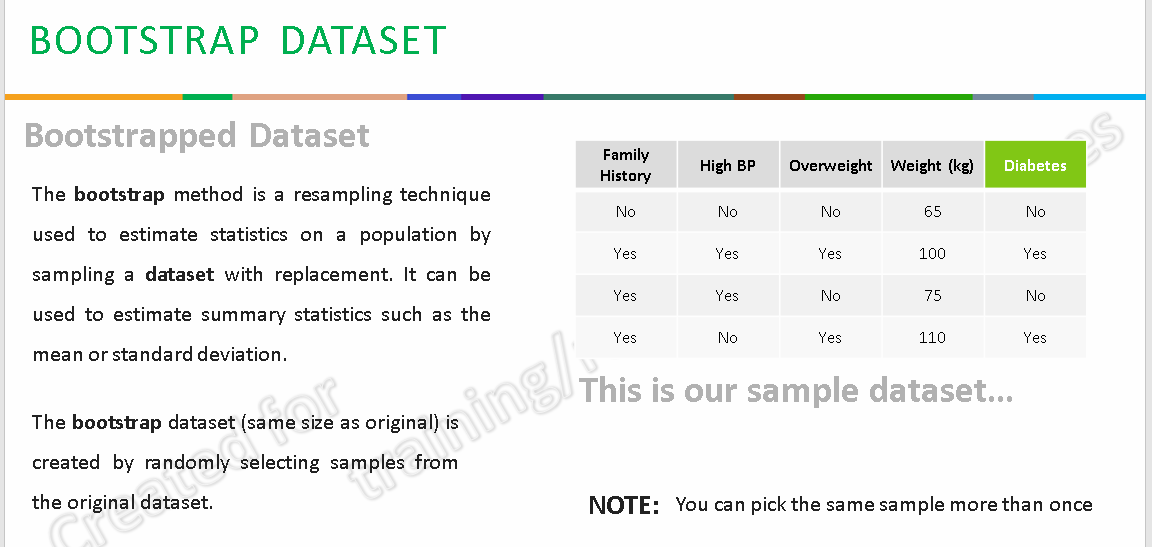 BOOTSTRAP DATASET
Bootstrapped Dataset
The bootstrap method is a resampling technique
used to estimate statistics on a population by
sampling a dataset with replacement. It can be
used to estimate summary statistics such as the
mean or standard deviation.
The bootstrap dataset (same size as original) is
created by randomly selecting samples from
the original dataset.
Family History High BP Overweight Weight (kg) Diabetes
No No No 65 No
Yes Yes Yes 100 Yes
Yes Yes No 75 No
Yes No Yes 110 Yes
This is our sample dataset...
NOTE: You can pick the same sample more than once
Created for
training/